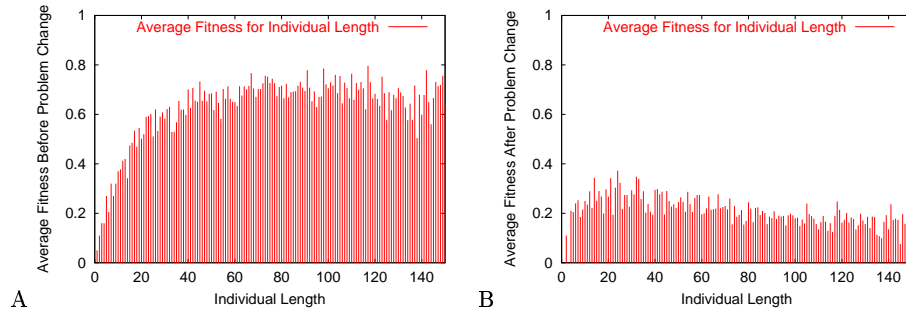 Average Fitness Before Problem Change
1
0.8
0.6
0.4
0.2
0
Average Fitness for Individual Length
0 20 40 60 80 100 120 140
Individual Length
A
Average Fitness After Problem Change
1
0.8
0.6
0.4
0.2
0
Average Fitness for Individual Length
0 20 40 60 80 100 120 140
Individual Length
B